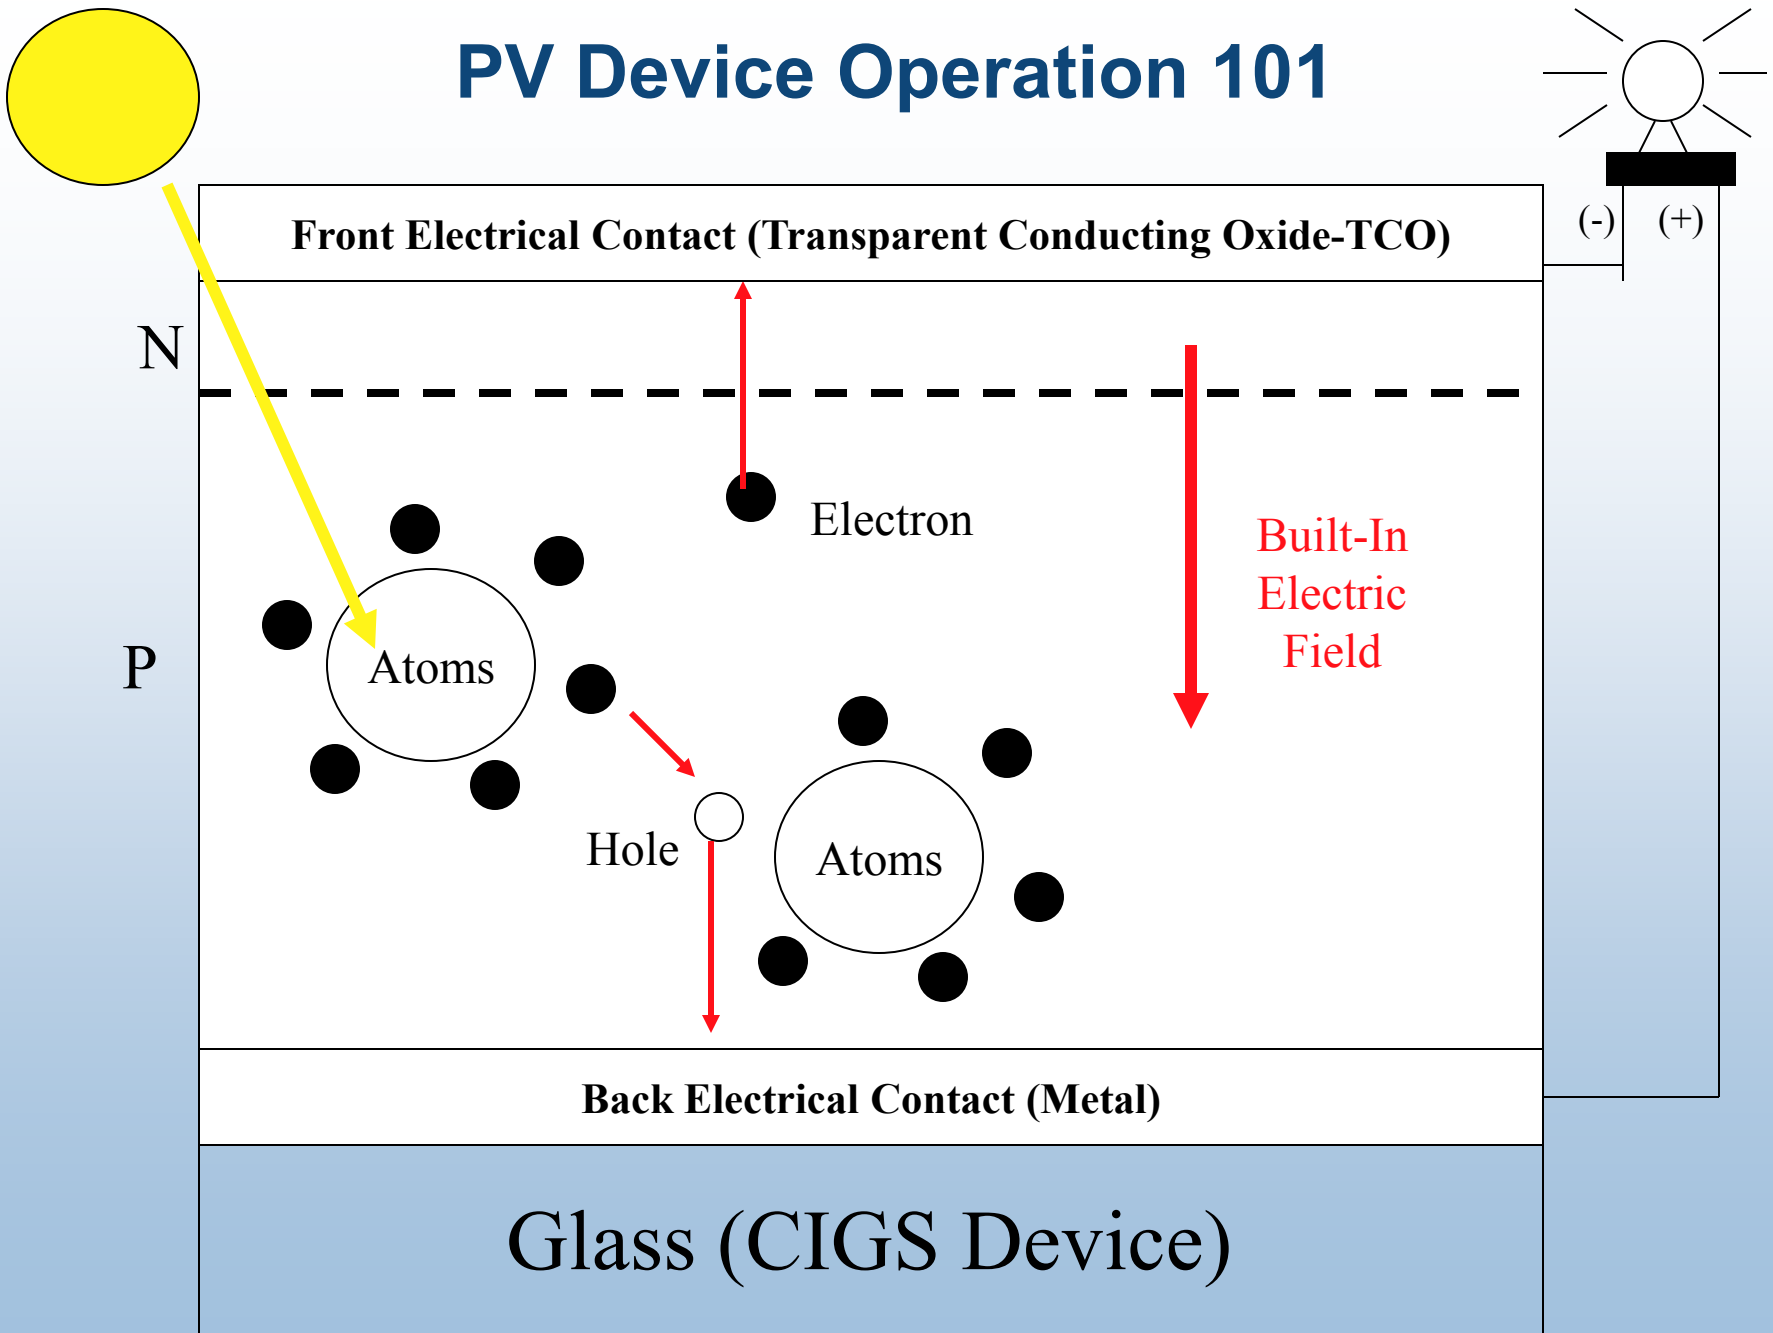 PV Device Operation 101
Front Electrical Contact (Transparent Conducting Oxide-TCO)
(-)
(+)
N
Electron
Built-In
Electric
Field
P
Atoms
Hole
Atoms
Back Electrical Contact (Metal)
Glass (CIGS Device)